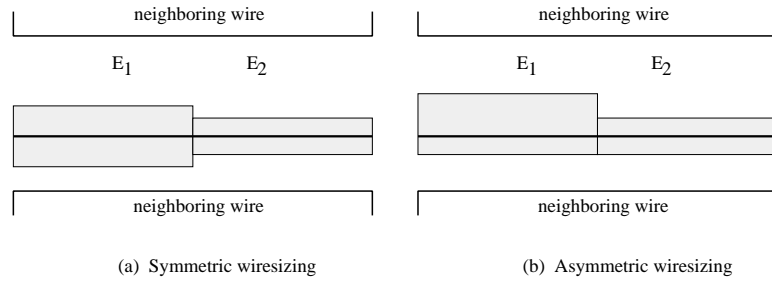 neighboring wire
neighboring wire
E1
E2
E1
E2
neighboring wire
neighboring wire
(a) Symmetric wiresizing
(b) Asymmetric wiresizing